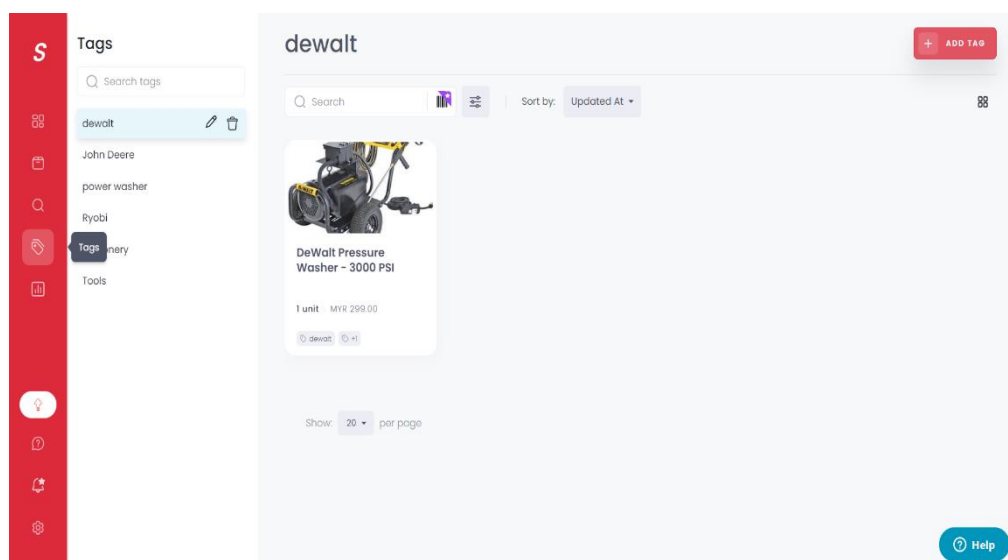 S
Tags
Search tags
dewalt
John Deere
power washer
Ryobi
Tags
nery
Tools
dewalt
ADD TAG
Search
Sort by: Updated At
DeWalt Pressure
Washer - 3000 PSI
1 unit MYR 299.00
dewalt +1
Show: 20 per page
Help